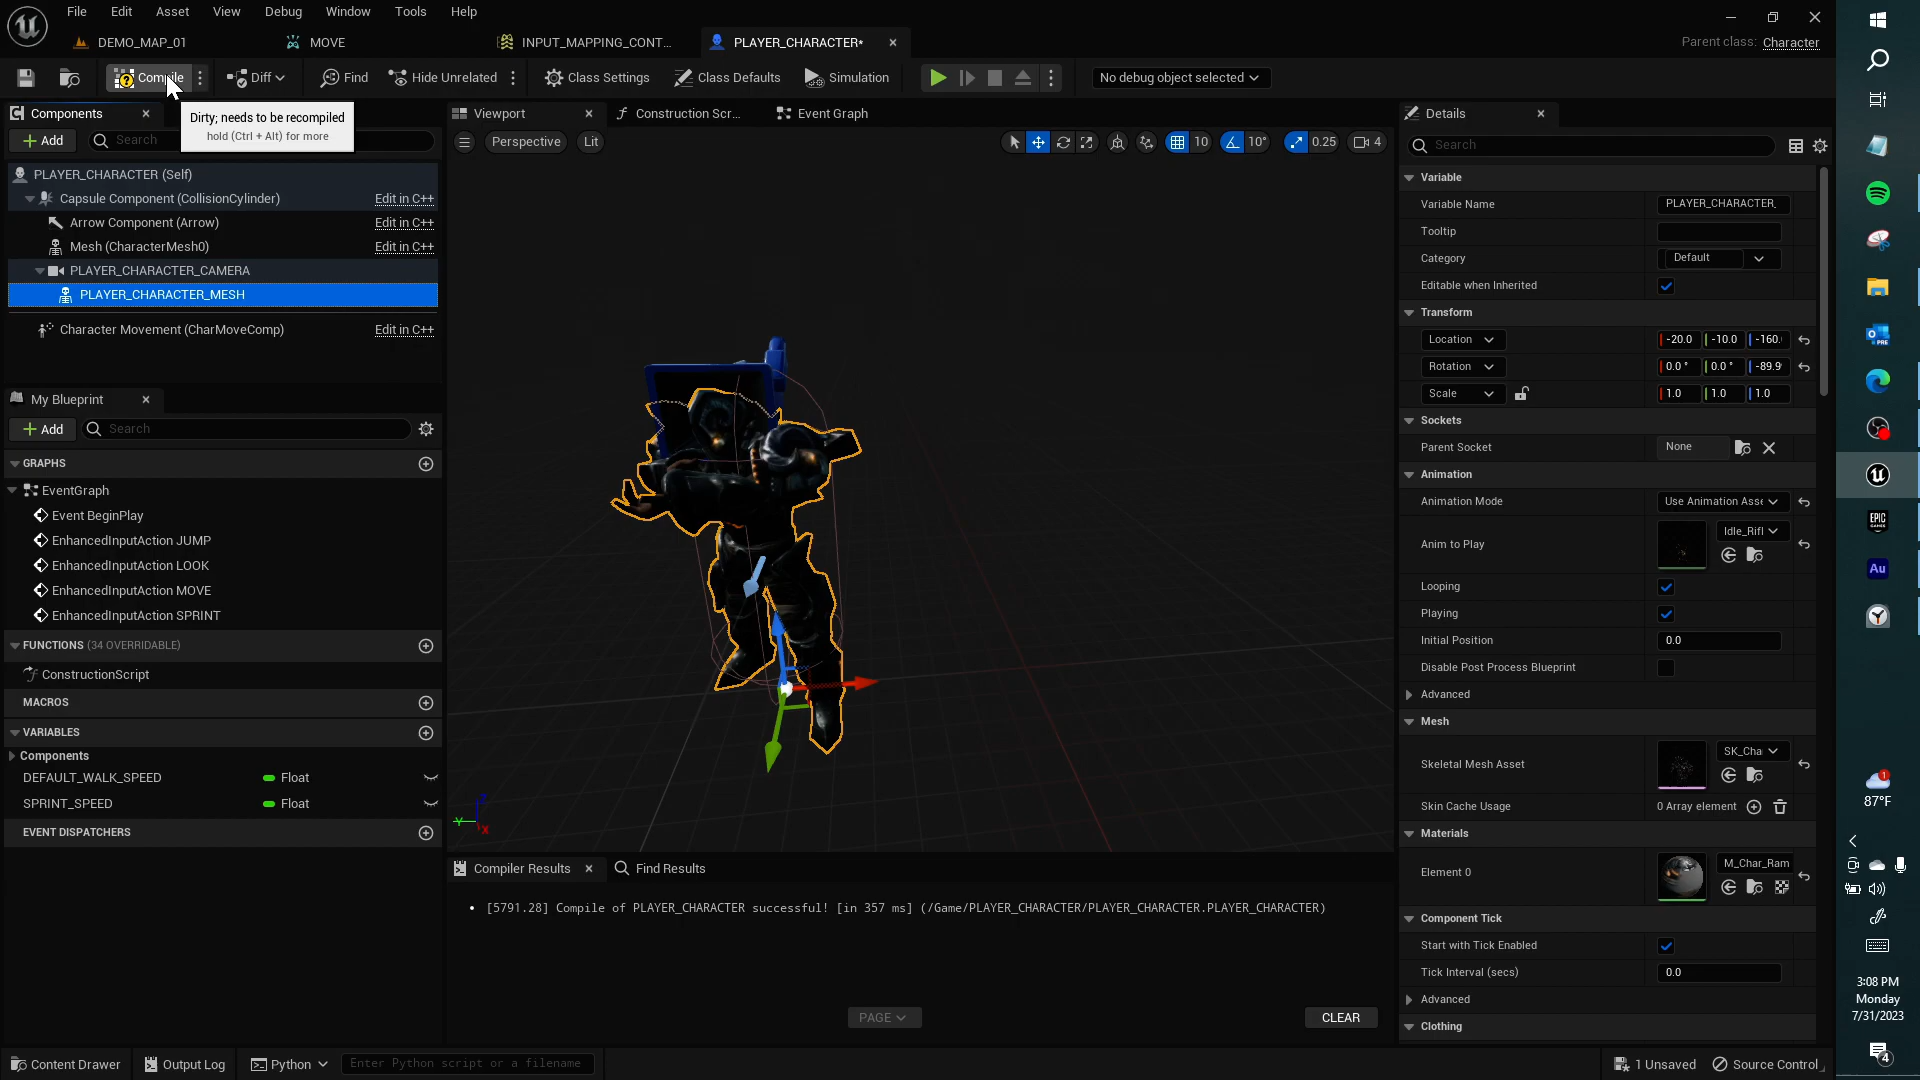 File Edit Asset View Debug Window Tools Help
DEMO_MAP_01 MOVE INPUT_MAPPING_CONT... PLAYER_CHARACTER*
Parent class: Character
Compile Diff Find Hide Unrelated Class Settings Class Defaults Simulation No debug object selected
Dirty; needs to be recompiled
hold (Ctrl + Alt) for more
Components
Add Search
PLAYER_CHARACTER (Self)
Capsule Component (CollisionCylinder) Edit in C++
Arrow Component (Arrow) Edit in C++
Mesh (CharacterMesh0) Edit in C++
PLAYER_CHARACTER_CAMERA
PLAYER_CHARACTER_MESH
Character Movement (CharMoveComp) Edit in C++
My Blueprint
Add Search
GRAPHS
EventGraph
Event BeginPlay
EnhancedInputAction JUMP
EnhancedInputAction LOOK
EnhancedInputAction MOVE
EnhancedInputAction SPRINT
FUNCTIONS (34 OVERRIDABLE)
ConstructionScript
MACROS
VARIABLES
Components
DEFAULT_WALK_SPEED Float
SPRINT_SPEED Float
EVENT DISPATCHERS
Viewport Construction Scr... Event Graph
Perspective Lit 10 10° 0.25 4
Z
Y
X
Compiler Results Find Results
[5791.28] Compile of PLAYER_CHARACTER successful! [in 357 ms] (/Game/PLAYER_CHARACTER/PLAYER_CHARACTER.PLAYER_CHARACTER)
PAGE CLEAR
Details
Search
Variable
Variable Name PLAYER_CHARACTER_
Tooltip
Category Default
Editable when Inherited
Transform
Location -20.0 -10.0 -160.
Rotation 0.0 ° 0.0 ° -89.9
Scale 1.0 1.0 1.0
Sockets
Parent Socket None
Animation
Animation Mode Use Animation Asse
Anim to Play Idle_Rifl
Looping
Playing
Initial Position 0.0
Disable Post Process Blueprint
Advanced
Mesh
Skeletal Mesh Asset SK_Cha
Skin Cache Usage 0 Array element
Materials
Element 0 M_Char_Ram
Component Tick
Start with Tick Enabled
Tick Interval (secs) 0.0
Advanced
Clothing
Content Drawer Output Log Python Enter Python script or a filename 1 Unsaved Source Control
PRE
EPIC
GAMES
Au
1
87°F
3:08 PM
Monday
7/31/2023
4